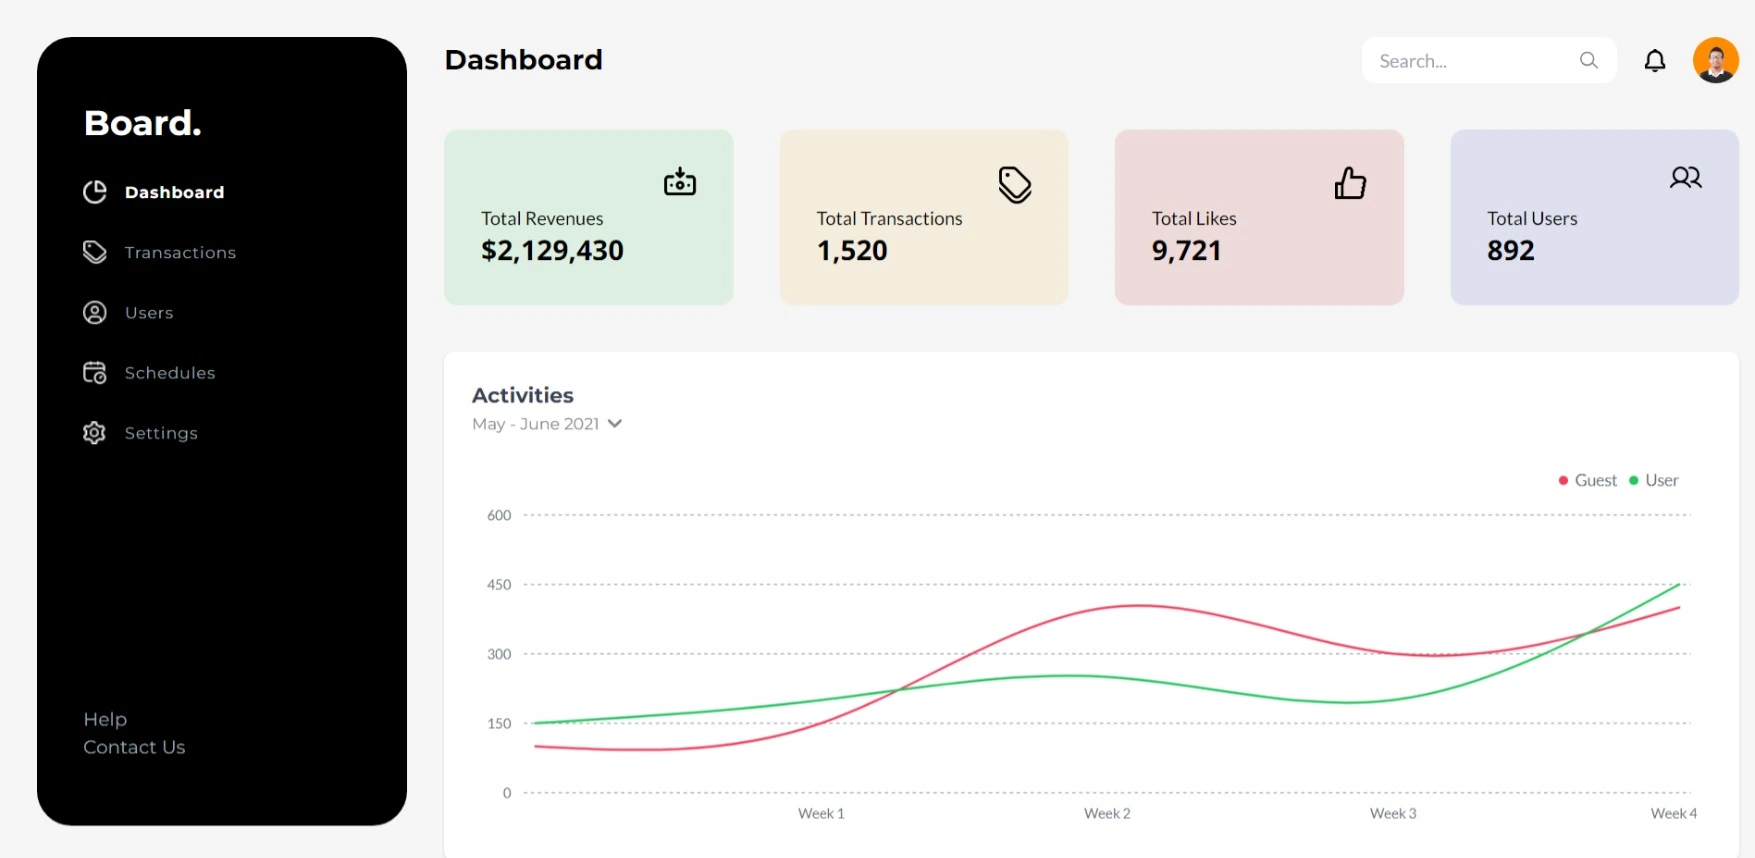 Board.
Dashboard
Transactions
Users
Schedules
Settings
Help
Contact Us
Dashboard
Search...
Total Revenues
$2,129,430
Total Transactions
1,520
Total Likes
9,721
Total Users
892
Activities
May - June 2021
Guest User
600
450
300
150
0
Week 1 Week 2 Week 3 Week 4